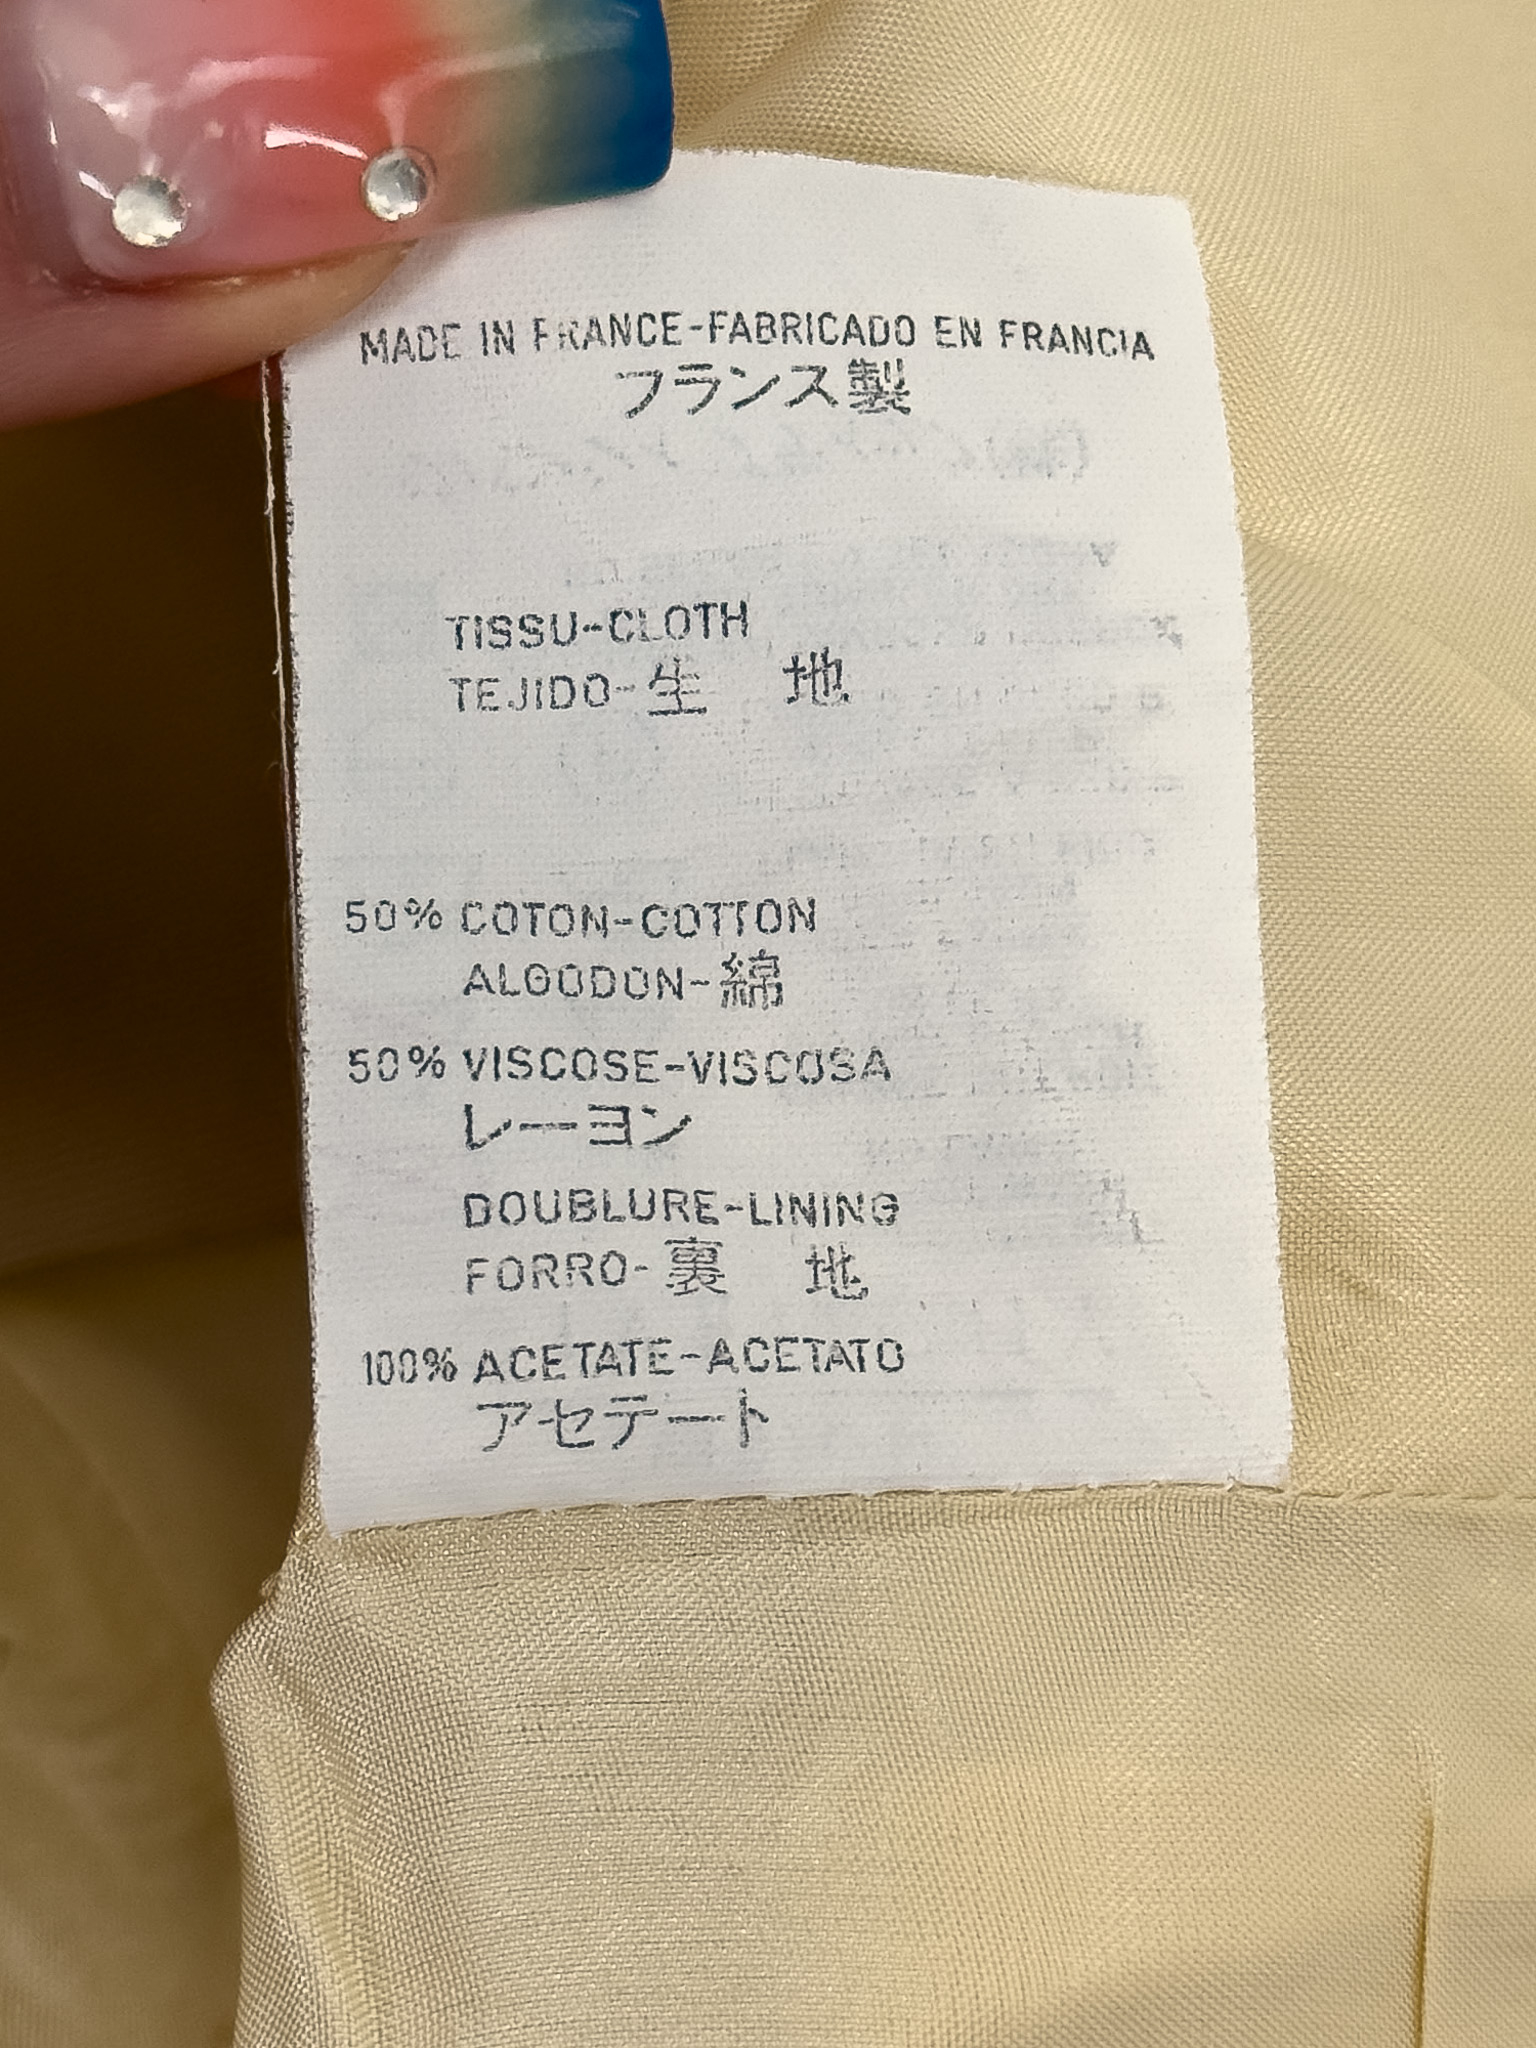 MADE IN FRANCE-FABRICADO EN FRANCIA
フランス製
TISSU-CLOTH
TEJIDO-生 地
50% COTON-COTTON
ALGODON-綿
50% VISCOSE-VISCOSA
レーヨン
DOUBLURE-LINING
FORRO-裏 地
100% ACETATE-ACETATO
アセテート